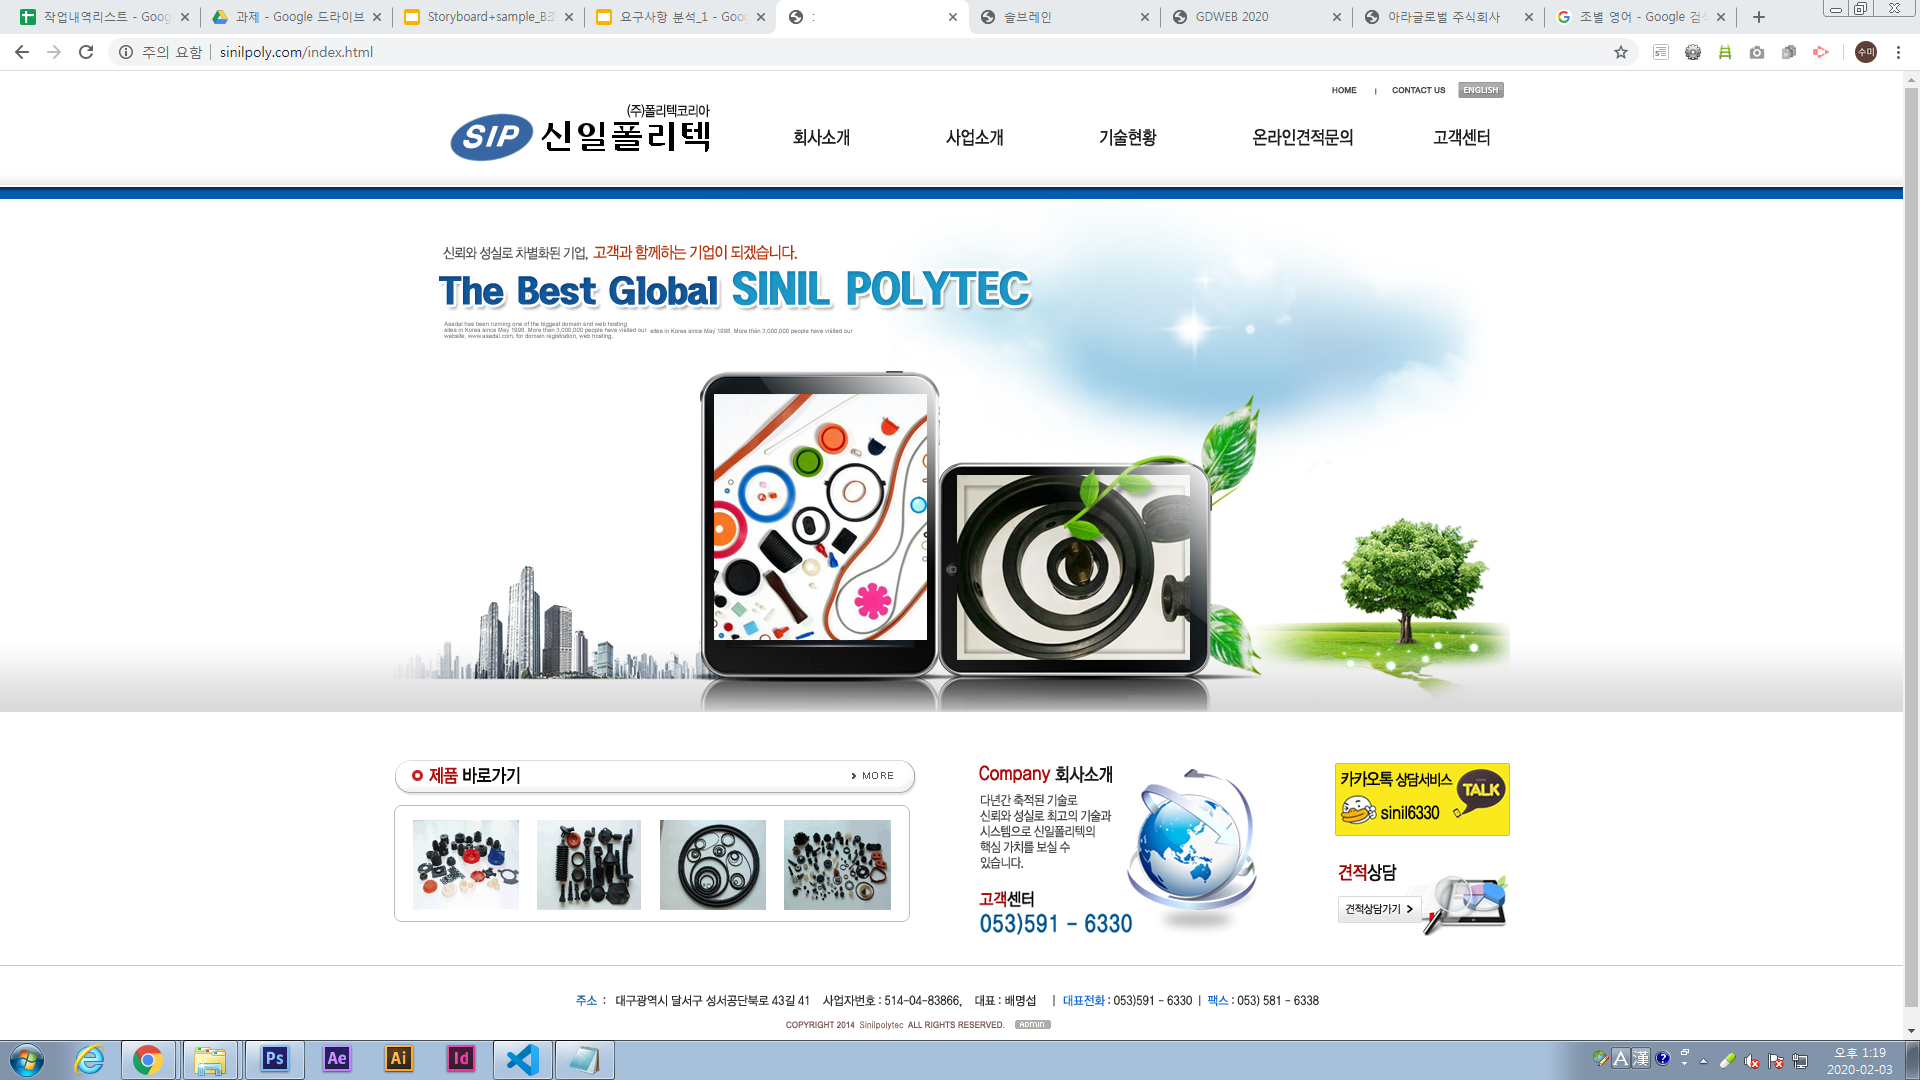 작업내역리스트 - Goog
과제 - Google 드라이브
Storyboard+sample_B조
요구사항 분석_1 - Goog
:
솔브레인
GDWEB 2020
아라글로벌 주식회사
조별 영어 - Google 검색
주의 요함 | sinilpoly.com/index.html
수미
HOME | CONTACT US ENGLISH
(주)폴리텍코리아
SIP 신일폴리텍
회사소개 사업소개 기술현황 온라인견적문의 고객센터
신뢰와 성실로 차별화된 기업, 고객과 함께하는 기업이 되겠습니다.
The Best Global SINIL POLYTEC
Asadal has been running one of the biggest domain and web hosting
sites in Korea since May 1998. More than 3,000,000 people have visited our sites in Korea since May 1998. More than 3,000,000 people have visited our
website, www.asadal.com, for domain registration, web hosting,
제품 바로가기
MORE
Company 회사소개
다년간 축적된 기술로
신뢰와 성실로 최고의 기술과
시스템으로 신일폴리텍의
핵심 가치를 보실 수
있습니다.
고객센터
053)591 - 6330
카카오톡 상담서비스
TALK
sinil6330
견적상담
견적상담가기
주소 : 대구광역시 달서구 성서공단북로 43길 41 사업자번호 : 514-04-83866, 대표 : 배명섭 | 대표전화 : 053)591 - 6330 | 팩스 : 053) 581 - 6338
COPYRIGHT 2014 Sinilpolytec ALL RIGHTS RESERVED. ADMIN
Ps
Ae
Ai
Id
A 漢
오후 1:19
2020-02-03